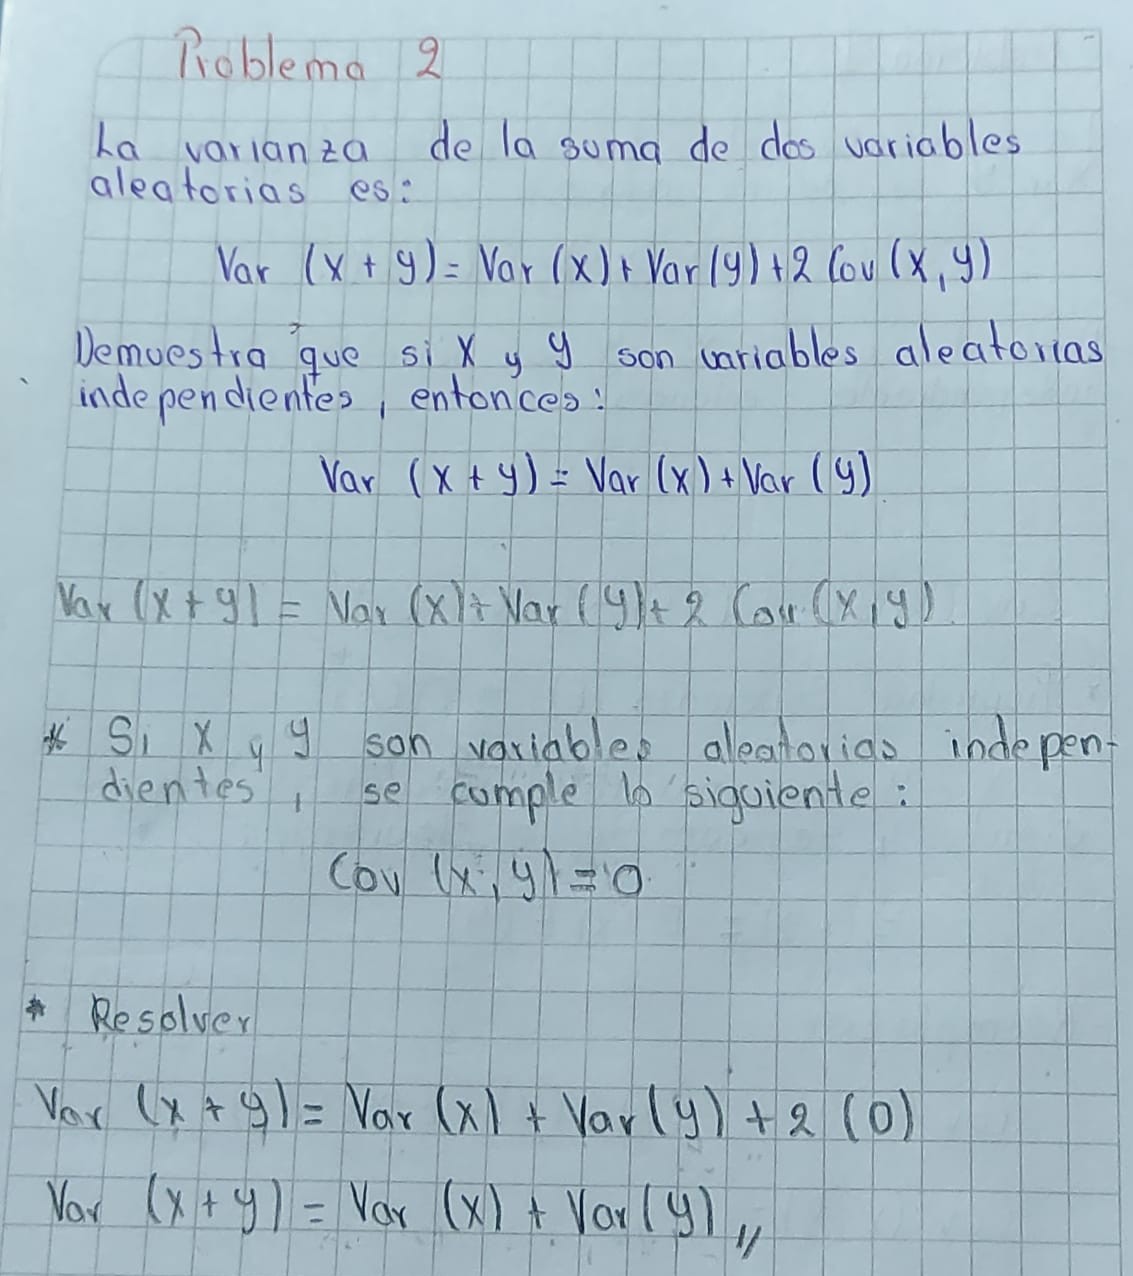 Problema 2
La varianza de la suma de dos variables
aleatorias es:
Var (x + y) = Var (x) + Var (y) + 2 Cov (x, y)
Demuestra que si x y y son variables aleatorias
independientes, entonces:
Var (x + y) = Var (x) + Var (y)
Var (x + y) = Var (x) + Var (y) + 2 Cov (x, y)
* Si x y y son variables aleatorias indepen-
dientes, se cumple lo siguiente:
Cov (x, y) = 0
* Resolver
Var (x + y) = Var (x) + Var (y) + 2 (0)
Var (x + y) = Var (x) + Var (y) //